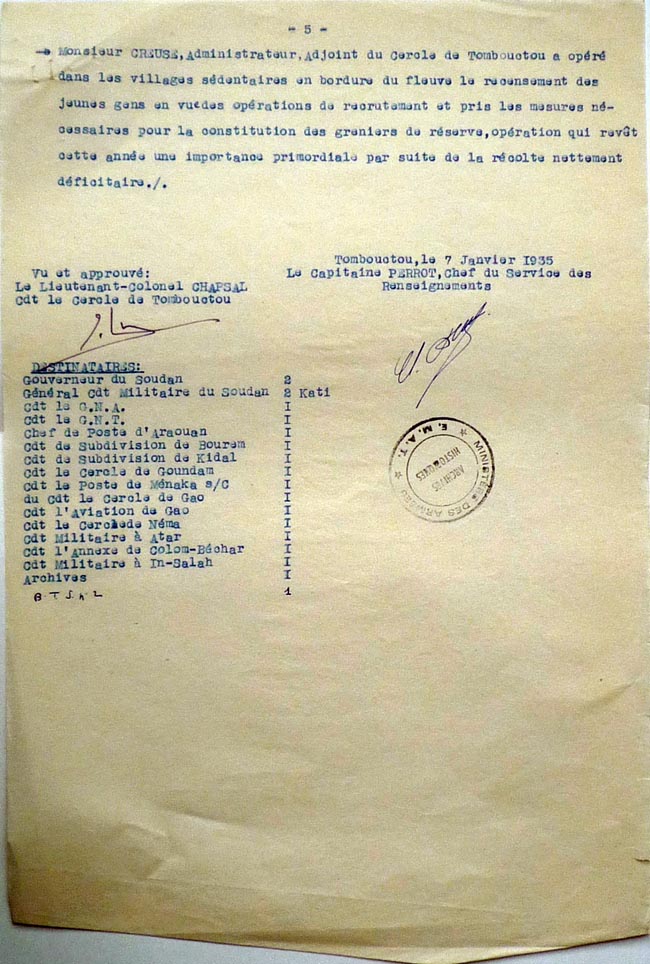 - 5 -
Monsieur CREUSE,Administrateur,Adjoint du Cercle de Tombouctou a opéré
dans les villages sédentaires en bordure du fleuve le recensement des
jeunes gens en vuedes opérations de recrutement et pris les mesures né-
cessaires pour la constitution des greniers de réserve,opération qui revêt
cette année une importance primordiale par suite de la récolte nettement
déficitaire./.
Tombouctou,le 7 Janvier 1935
Le Capitaine PERROT,Chef du Service des
Renseignements
Vu et approuvé:
Le Lieutenant-Colonel CHAPSAL
Cdt le Cercle de Tombouctou
DESTINATAIRES:
Gouverneur du Soudan 2
Général Cdt Militaire du Soudan 2 Kati
Cdt le G.N.A. I
Cdt le G.N.T. I
Chef de Poste d'Araouan I
Cdt de Subdivision de Bourem I
Cdt de Subdivision de Kidal I
Cdt le Cercle de Goundam I
Cdt le Poste de Ménaka s/C I
du Cdt le Cercle de Gao I
Cdt l'Aviation de Gao I
Cdt le Cerclede Néma I
Cdt Militaire à Atar I
Cdt l'Annexe de Colom-Béchar I
Cdt Militaire à In-Salah I
Archives I
1
MINISTÈRE DES ARMÉES
★ E. M. A. T. ★
ARCHIVES
HISTORIQUES